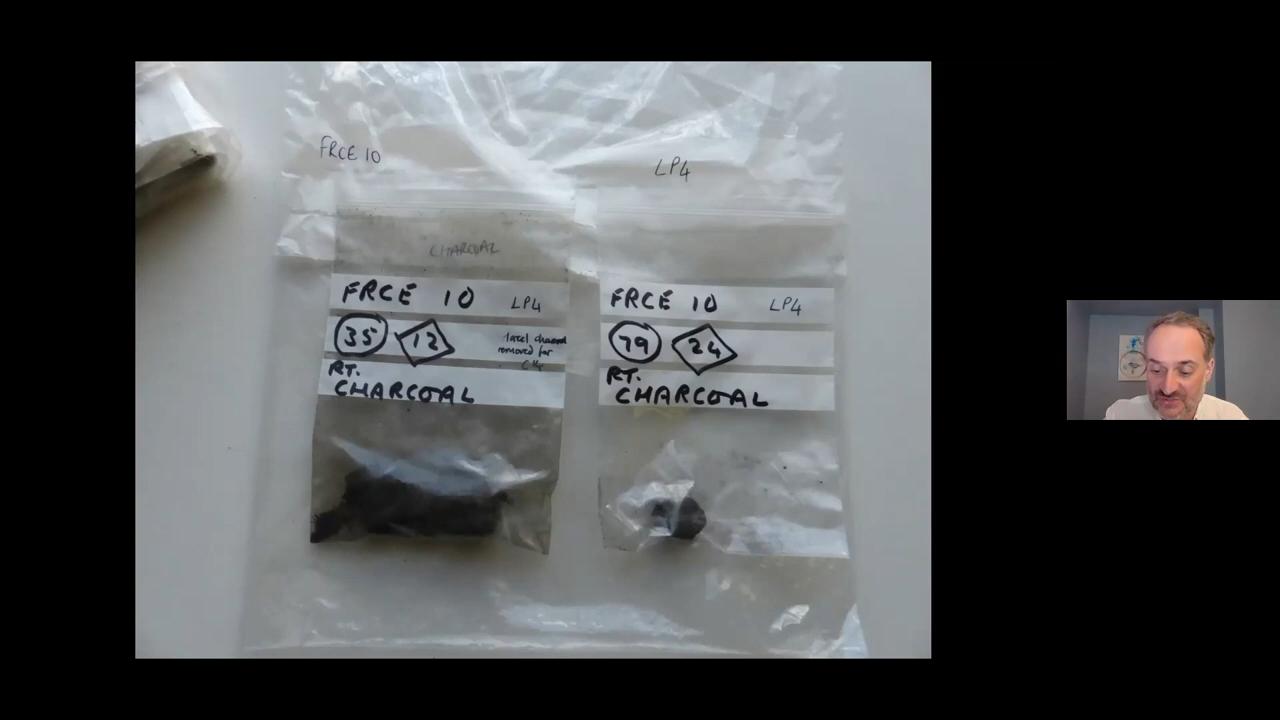 FRCE 10
LP4
CHARCOAL
FRCE 10 LP4
35 12
hazel charcoal
removed for
C14
RT.
CHARCOAL
FRCE 10 LP4
79 24
RT.
CHARCOAL